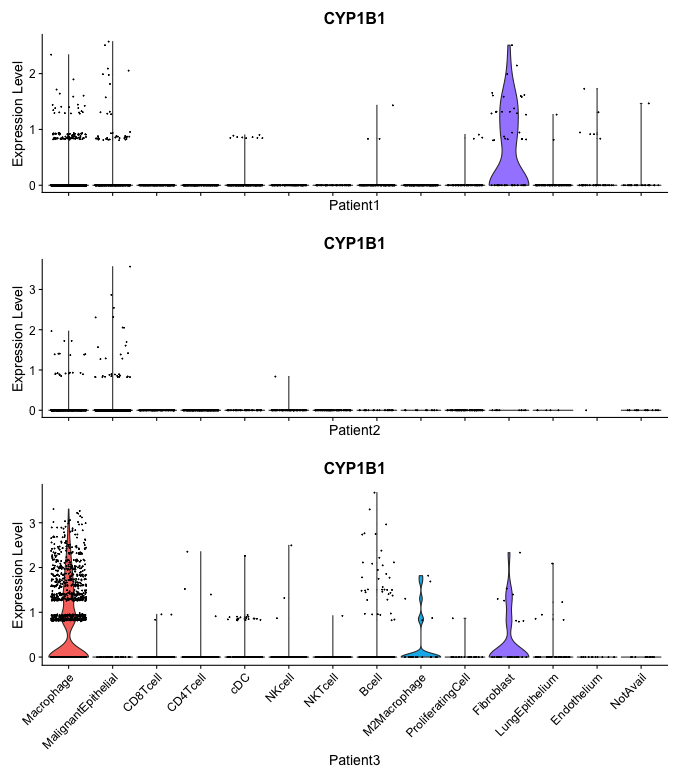 CYP1B1
Expression Level
2
1
0
Patient1
CYP1B1
Expression Level
3
2
1
0
Patient2
CYP1B1
Expression Level
3
2
1
0
Macrophage
MalignantEpithelial
CD8Tcell
CD4Tcell
cDC
NKcell
NKTcell
Bcell
M2Macrophage
ProliferatingCell
Fibroblast
LungEpithelium
Endothelium
NotAvail
Patient3